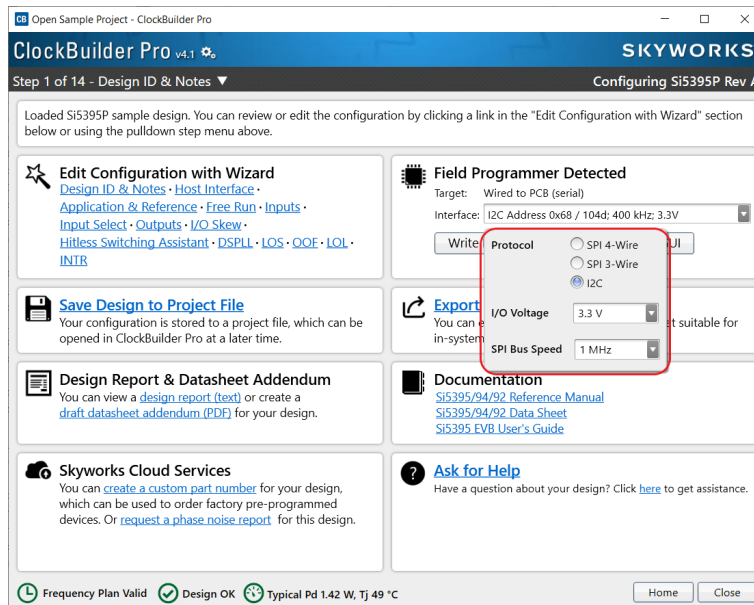 CB Open Sample Project - ClockBuilder Pro
ClockBuilder Pro v4.1
SKYWORKS
Step 1 of 14 - Design ID & Notes ▼
Configuring Si5395P Rev A
Loaded Si5395P sample design. You can review or edit the configuration by clicking a link in the "Edit Configuration with Wizard" section
below or using the pulldown step menu above.
Edit Configuration with Wizard
Design ID & Notes · Host Interface ·
Application & Reference · Free Run · Inputs ·
Input Select · Outputs · I/O Skew ·
Hitless Switching Assistant · DSPLL · LOS · OOF · LOL ·
INTR
Field Programmer Detected
Target: Wired to PCB (serial)
Interface: I2C Address 0x68 / 104d; 400 kHz; 3.3V
Write
UI
Protocol
SPI 4-Wire
SPI 3-Wire
I2C
I/O Voltage 3.3 V
SPI Bus Speed 1 MHz
Save Design to Project File
Your configuration is stored to a project file, which can be
opened in ClockBuilder Pro at a later time.
Export
You can
t suitable for
in-system
Design Report & Datasheet Addendum
You can view a design report (text) or create a
draft datasheet addendum (PDF) for your design.
Documentation
Si5395/94/92 Reference Manual
Si5395/94/92 Data Sheet
Si5395 EVB User's Guide
Skyworks Cloud Services
You can create a custom part number for your design,
which can be used to order factory pre-programmed
devices. Or request a phase noise report for this design.
? Ask for Help
Have a question about your design? Click here to get assistance.
Frequency Plan Valid Design OK Typical Pd 1.42 W, Tj 49 °C
Home Close